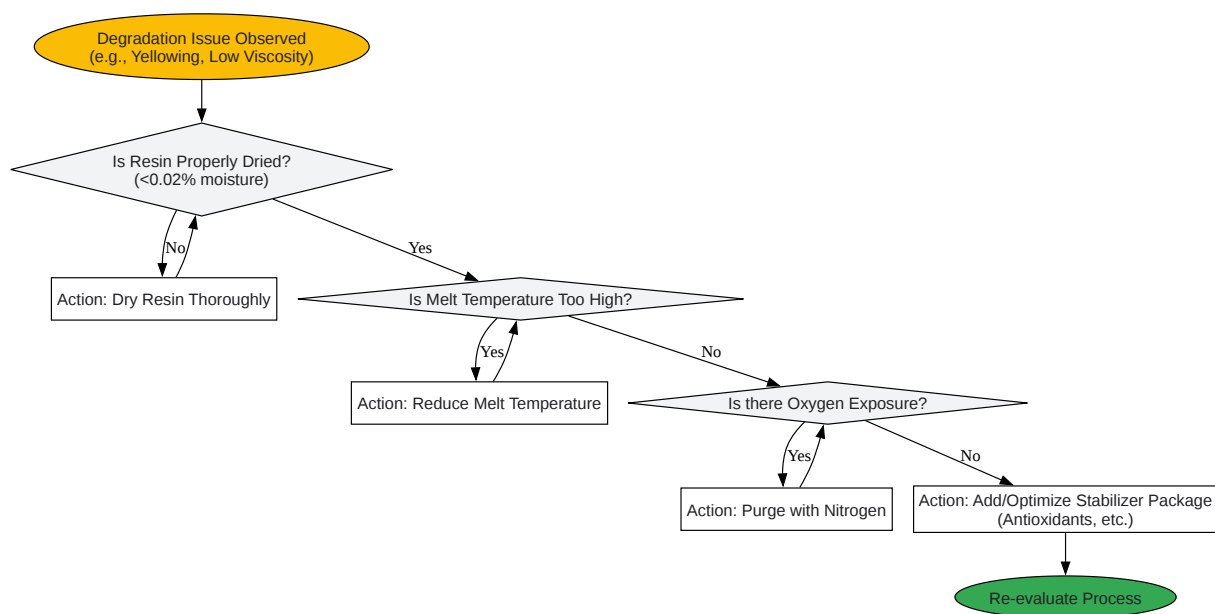 Degradation Issue Observed
(e.g., Yellowing, Low Viscosity)
Is Resin Properly Dried?
(<0.02% moisture)
No
Yes
Action: Dry Resin Thoroughly
Is Melt Temperature Too High?
Yes
No
Action: Reduce Melt Temperature
Is there Oxygen Exposure?
Yes
No
Action: Purge with Nitrogen
Action: Add/Optimize Stabilizer Package
(Antioxidants, etc.)
Re-evaluate Process